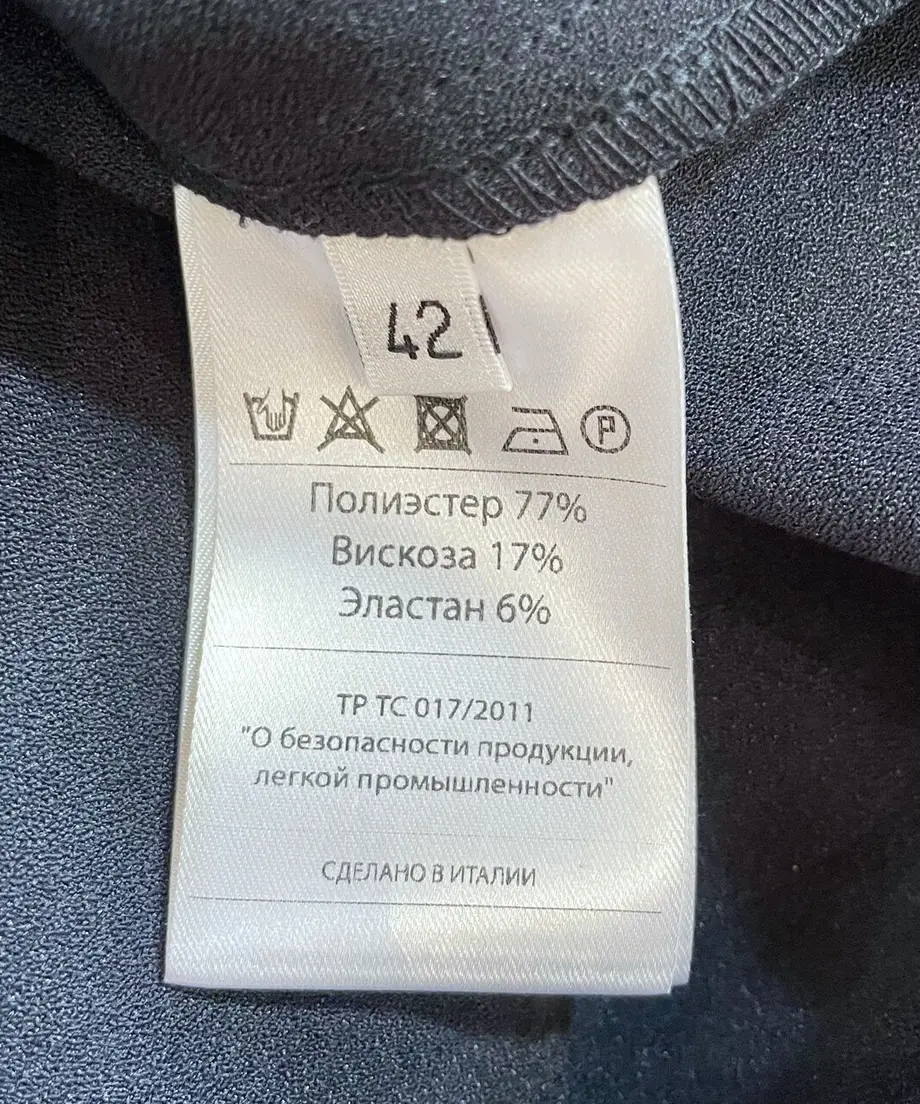 42
P
Полиэстер 77%
Вискоза 17%
Эластан 6%
ТР ТС 017/2011
"О безопасности продукции,
легкой промышленности"
СДЕЛАНО В ИТАЛИИ